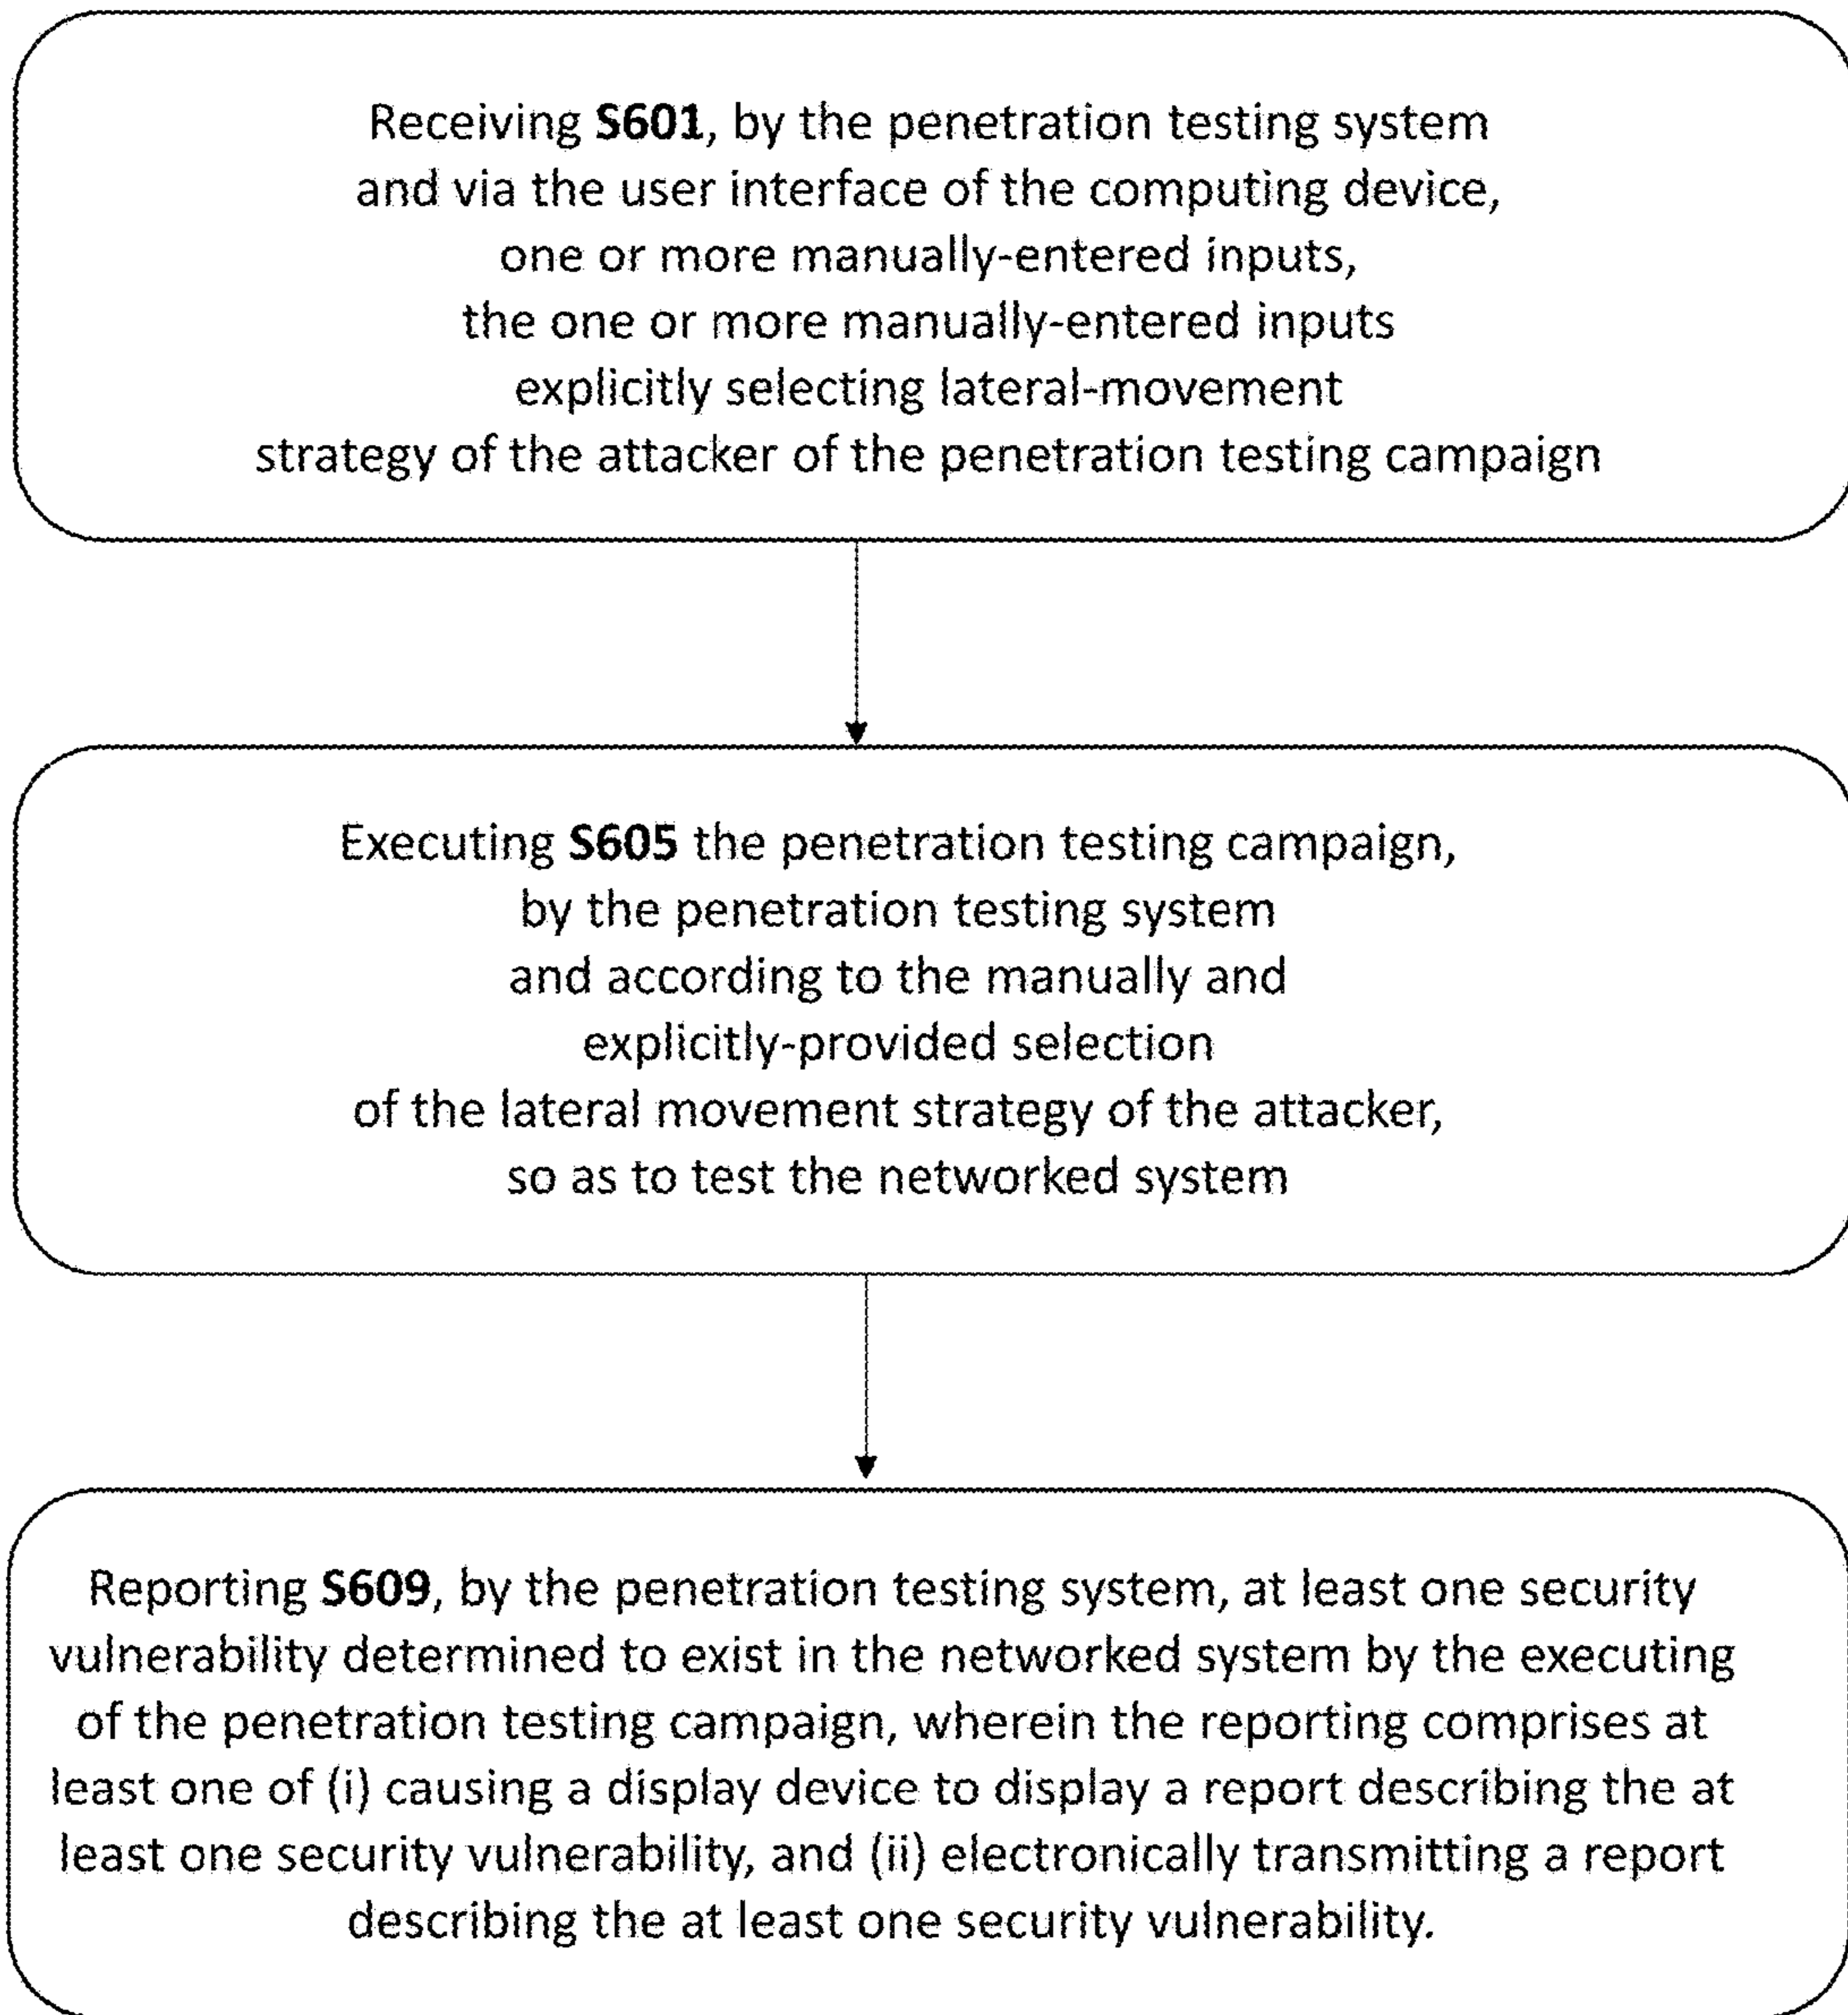 Receiving S601, by the penetration testing system
and via the user interface of the computing device,
one or more manually-entered inputs,
the one or more manually-entered inputs
explicitly selecting lateral-movement
strategy of the attacker of the penetration testing campaign
Executing S605 the penetration testing campaign,
by the penetration testing system
and according to the manually and
explicitly-provided selection
of the lateral movement strategy of the attacker,
so as to test the networked system
Reporting S609, by the penetration testing system, at least one security
vulnerability determined to exist in the networked system by the executing
of the penetration testing campaign, wherein the reporting comprises at
least one of (i) causing a display device to display a report describing the at
least one security vulnerability, and (ii) electronically transmitting a report
describing the at least one security vulnerability.